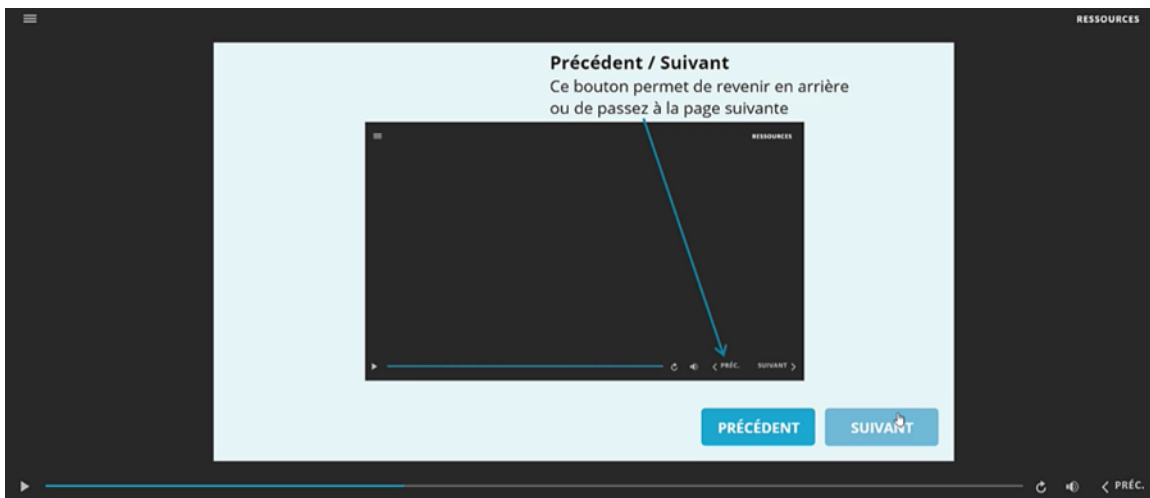 RESSOURCES
Précédent / Suivant
Ce bouton permet de revenir en arrière
ou de passez à la page suivante
RESSOURCES
PRÉC. SUIVANT
PRÉCÉDENT SUIVANT
PRÉC.